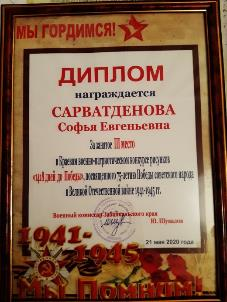 МЫ ГОРДИМСЯ!
ДИПЛОМ
награждается
САРВАТДЕНОВА
Софья Евгеньевна
За занятое III место
в Краевом военно-патриотическом конкурсе рисунков
«1418 дней до Победы», посвященного 75-летию Победы советского народа
в Великой Отечественной войне 1941-1945 гг.
Военный комиссар Забайкальского края
Ю. Шувалов
21 мая 2020 года
1941-
1945
Мы Помним!